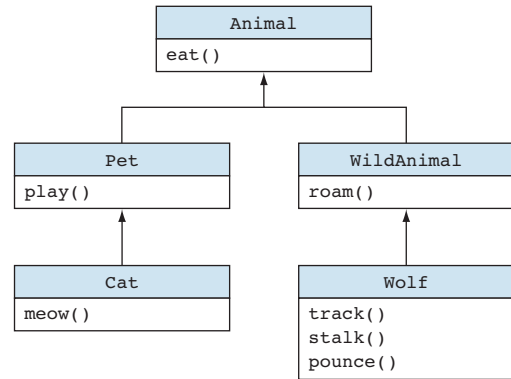 Animal
eat()
Pet
play()
WildAnimal
roam()
Cat
meow()
Wolf
track()
stalk()
pounce()